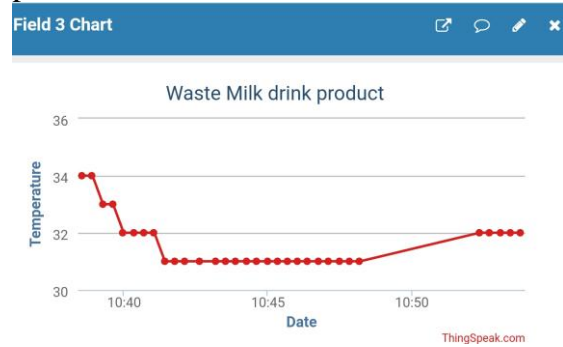 Field 3 Chart
Waste Milk drink product
36
34
32
30
Temperature
10:40 10:45 10:50
Date
ThingSpeak.com